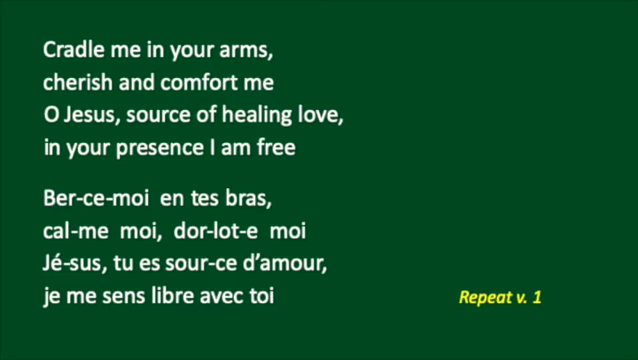 Cradle me in your arms,
cherish and comfort me
O Jesus, source of healing love,
in your presence I am free
Ber-ce-moi en tes bras,
cal-me moi, dor-lot-e moi
Jé-sus, tu es sour-ce d’amour,
je me sens libre avec toi
Repeat v. 1